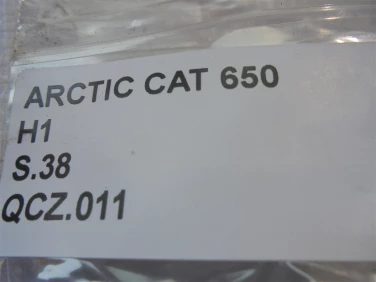 ARCTIC CAT 650
H1
S.38
QCZ.011